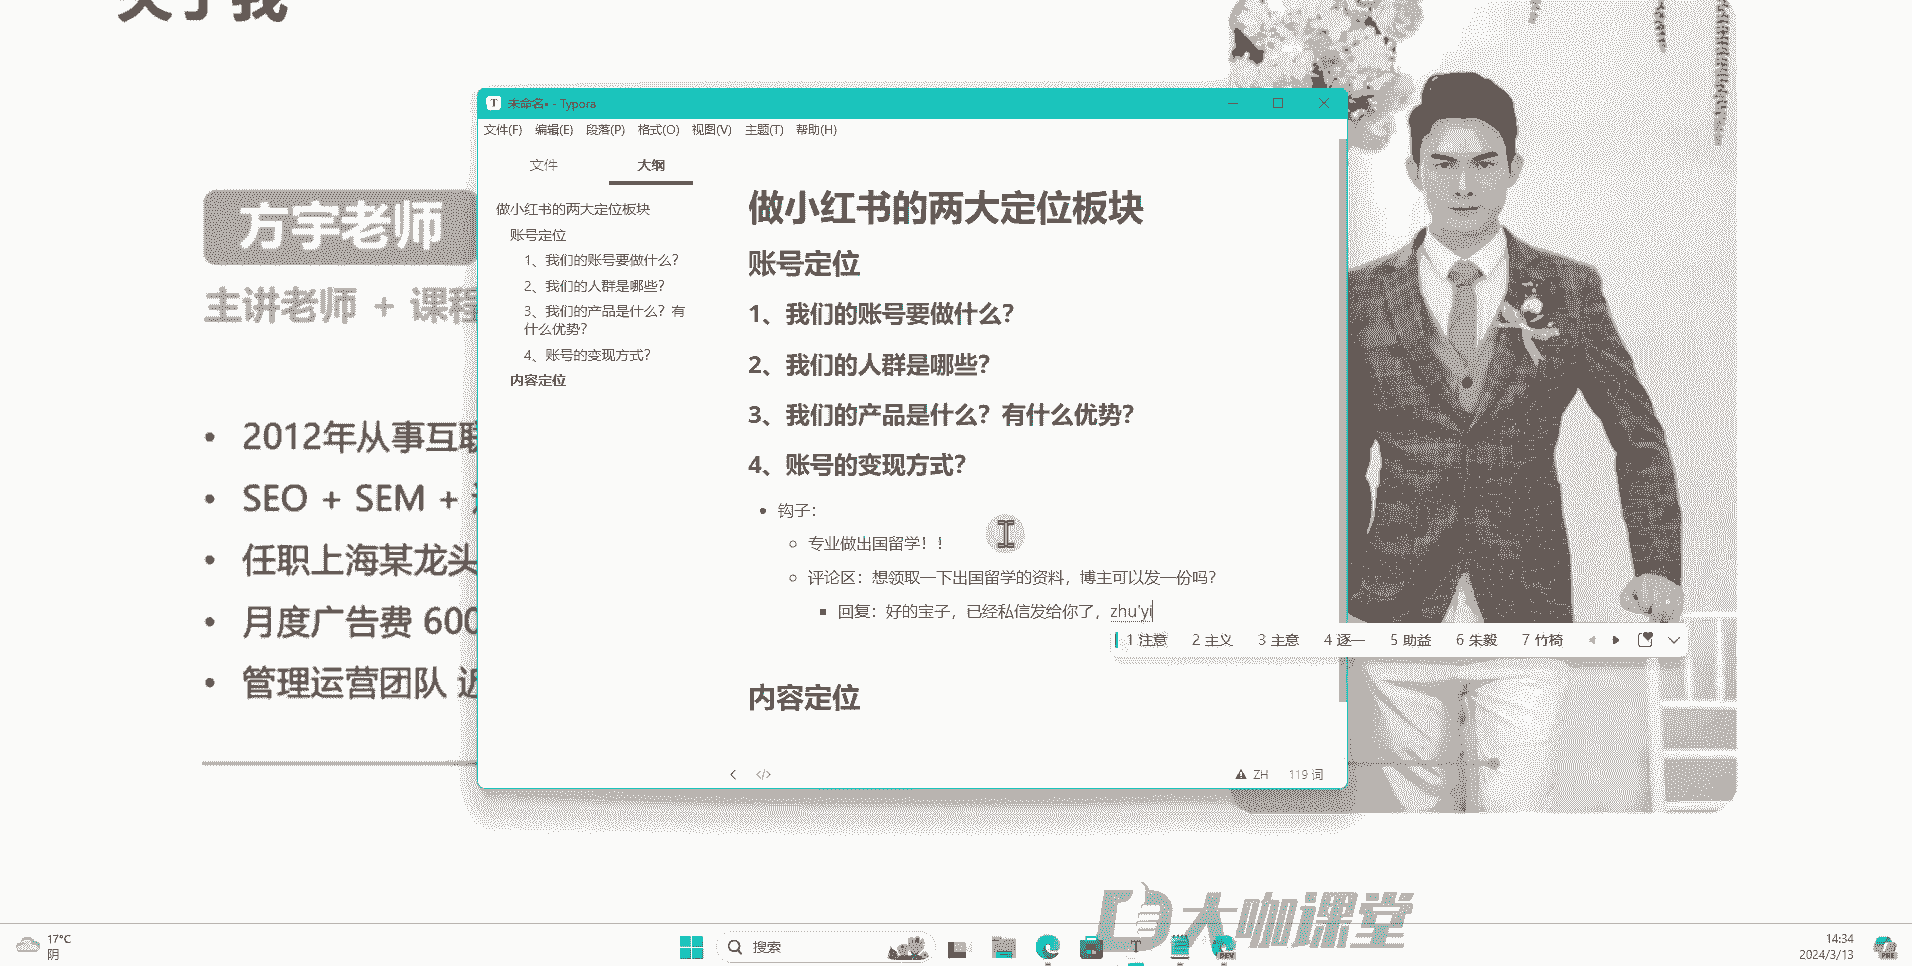 关于我
方宇老师
主讲老师 + 课程
2012年从事互联
SEO + SEM +
任职上海某龙头
月度广告费 600
管理运营团队 近
未命名• - Typora
文件(F) 编辑(E) 段落(P) 格式(O) 视图(V) 主题(T) 帮助(H)
文件 大纲
做小红书的两大定位板块
账号定位
1、我们的账号要做什么？
2、我们的人群是哪些？
3、我们的产品是什么？有
什么优势？
4、账号的变现方式？
内容定位
做小红书的两大定位板块
账号定位
1、我们的账号要做什么？
2、我们的人群是哪些？
3、我们的产品是什么？有什么优势？
4、账号的变现方式？
钩子：
专业做出国留学！！
评论区：想领取一下出国留学的资料，博主可以发一份吗？
回复：好的宝子，已经私信发给你了，zhu'yi
1 注意 2 主义 3 主意 4 逐一 5 助益 6 朱毅 7 竹椅
内容定位
ZH 119 词
大咖课堂
17°C
阴
搜索
14:34
2024/3/13